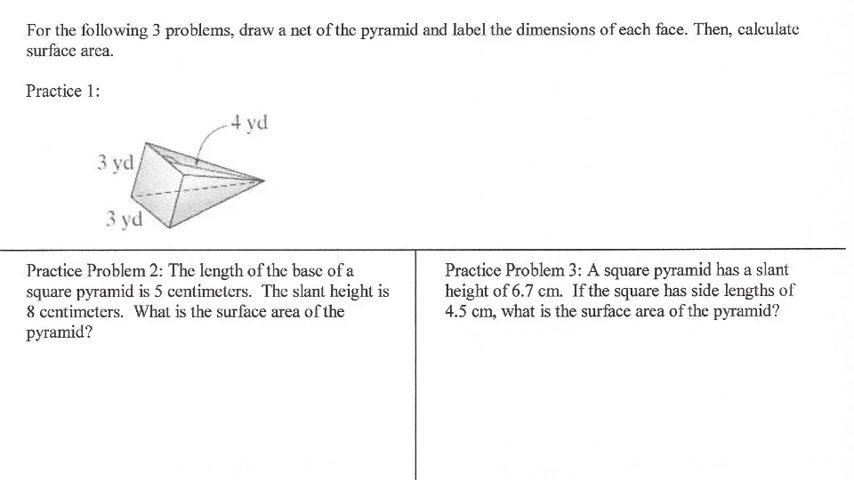 For the following 3 problems, draw a net of the pyramid and label the dimensions of each face. Then, calculate
surface area.
Practice 1:
4 yd
3 yd
3 yd
Practice Problem 2: The length of the base of a
square pyramid is 5 centimeters. The slant height is
8 centimeters. What is the surface area of the
pyramid?
Practice Problem 3: A square pyramid has a slant
height of 6.7 cm. If the square has side lengths of
4.5 cm, what is the surface area of the pyramid?